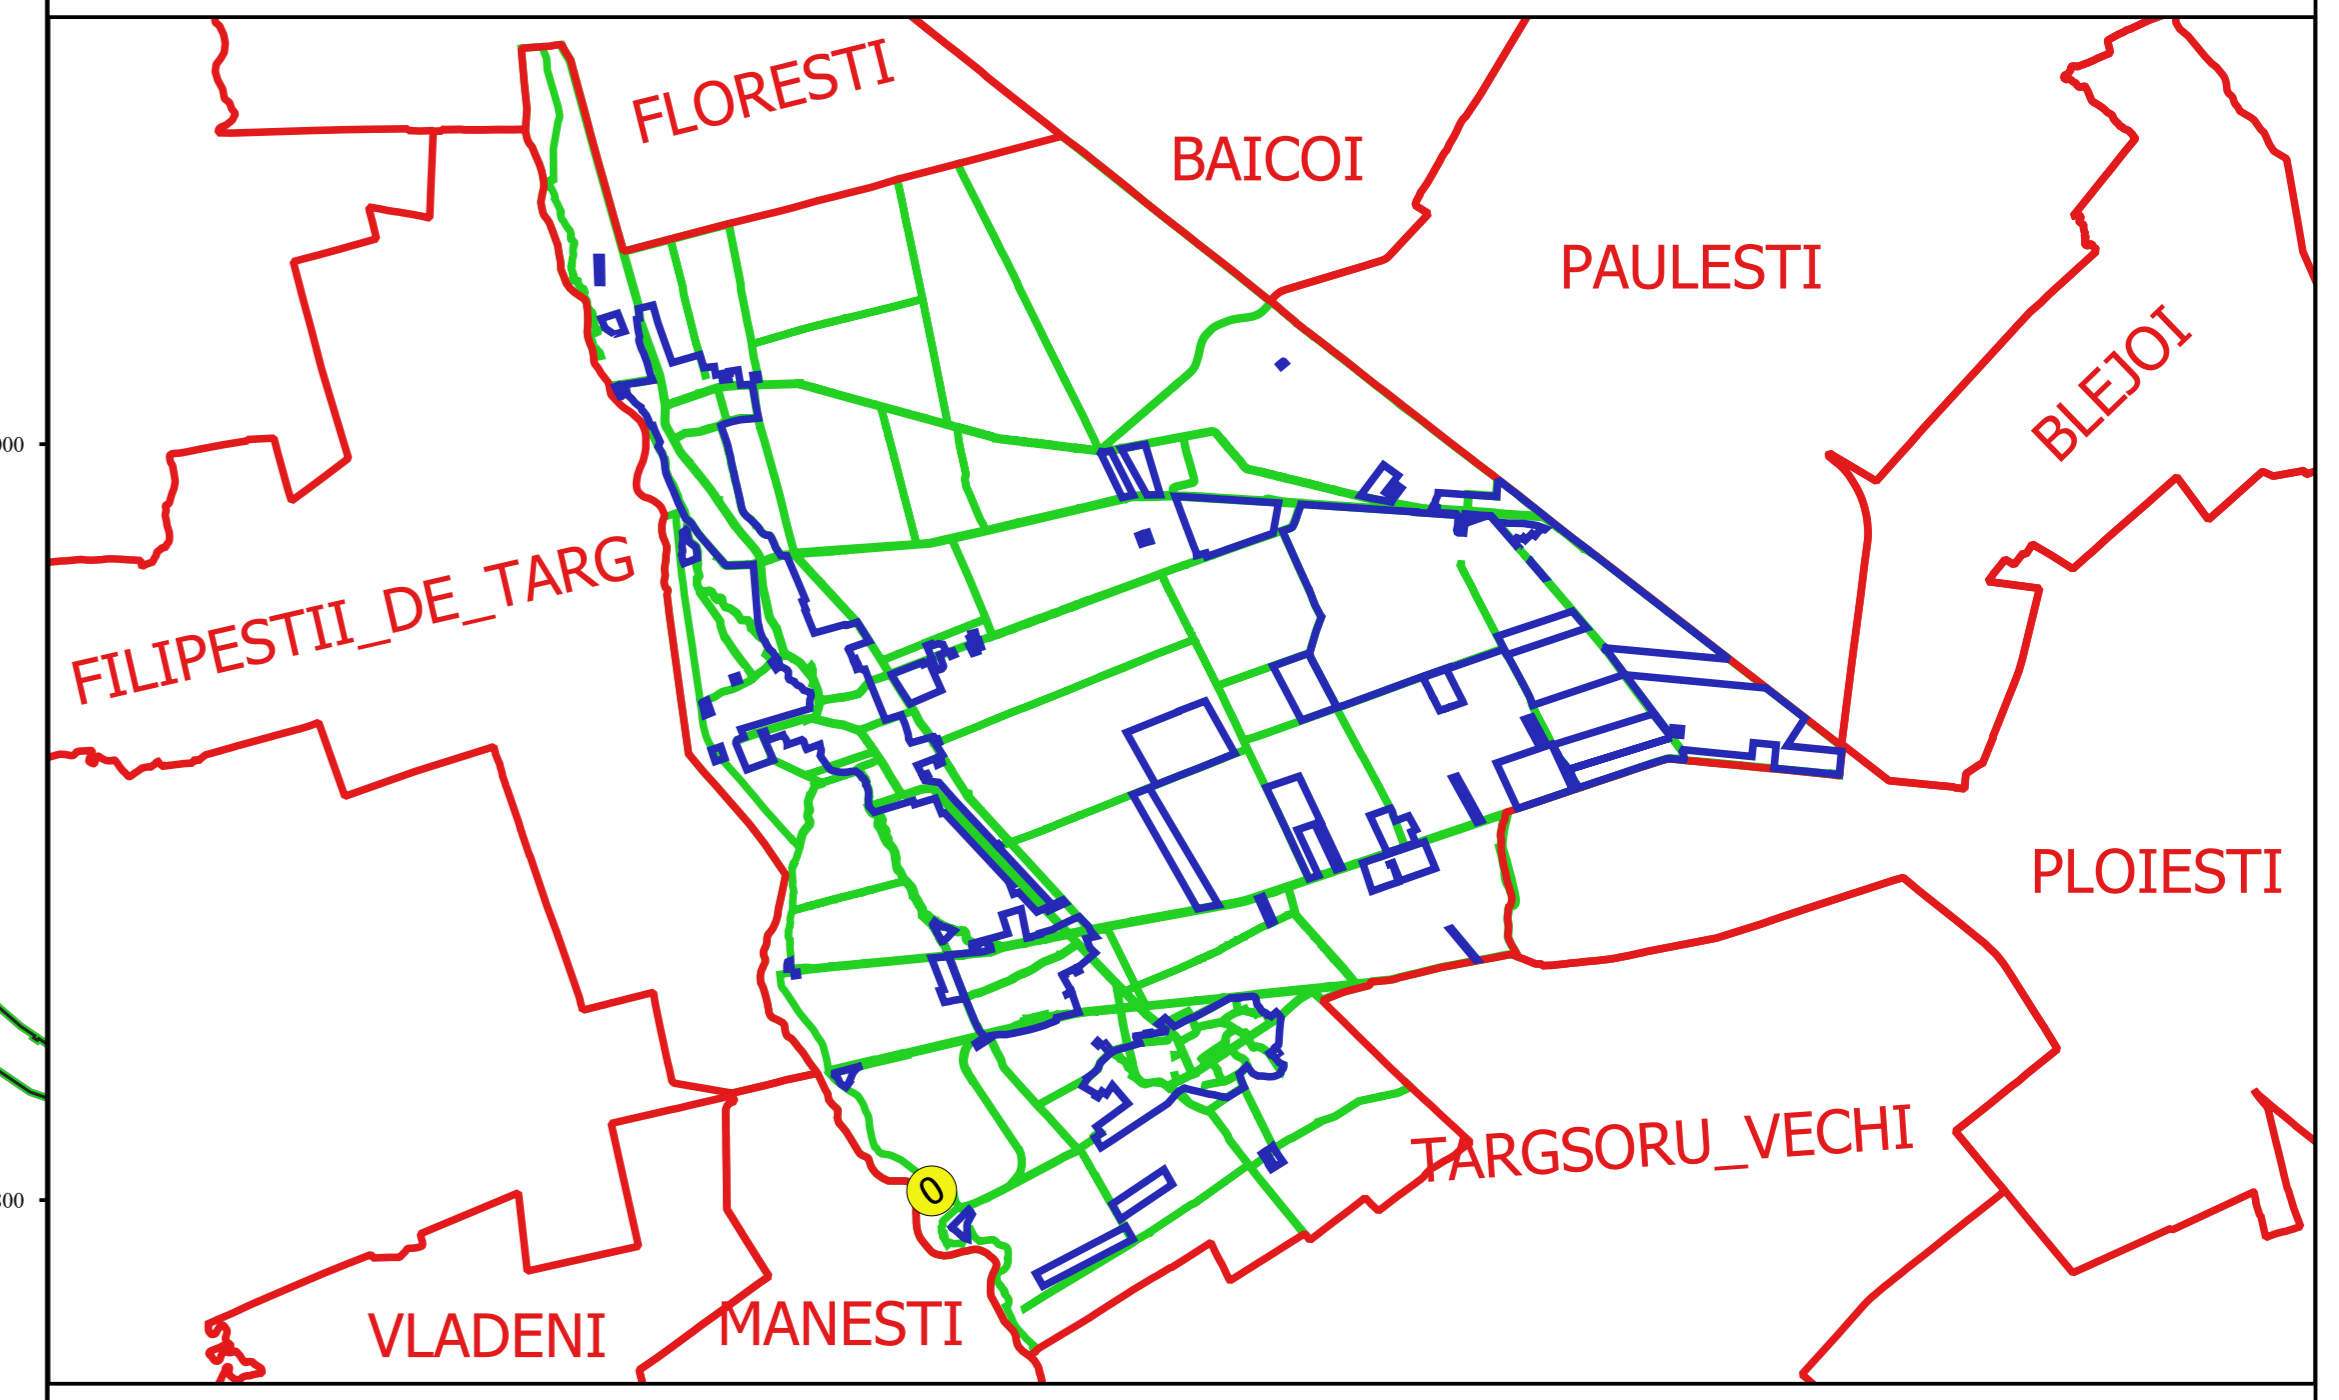 FLORESTI
BAICOI
PAULESTI
BLEJOI
FILIPESTII_DE_TARG
PLOIESTI
TARGSORU_VECHI
0
VLADENI
MANESTI